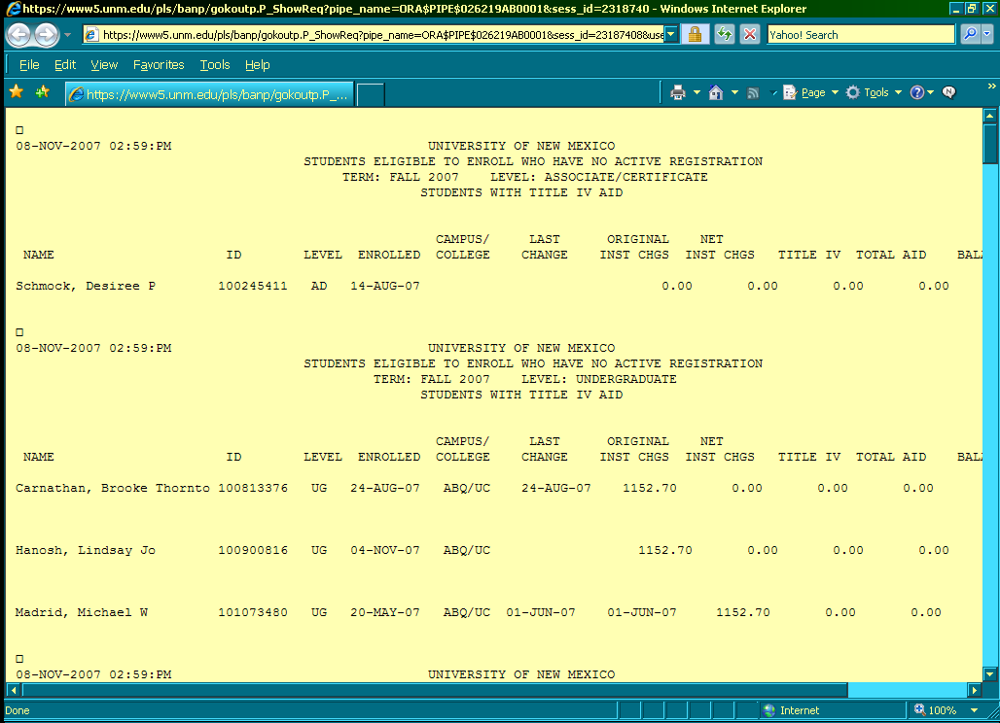 https://www5.unm.edu/pls/banp/gokoutp.P_ShowReq?pipe_name=ORA$PIPE$026219AB0001&sess_id=2318740 - Windows Internet Explorer
https://www5.unm.edu/pls/banp/gokoutp.P_ShowReq?pipe_name=ORA$PIPE$026219AB0001&sess_id=23187408&use
Yahoo! Search
File Edit View Favorites Tools Help
https://www5.unm.edu/pls/banp/gokoutp.P_...
Page Tools »
08-NOV-2007 02:59:PM UNIVERSITY OF NEW MEXICO
STUDENTS ELIGIBLE TO ENROLL WHO HAVE NO ACTIVE REGISTRATION
TERM: FALL 2007 LEVEL: ASSOCIATE/CERTIFICATE
STUDENTS WITH TITLE IV AID
CAMPUS/ LAST ORIGINAL NET
NAME ID LEVEL ENROLLED COLLEGE CHANGE INST CHGS INST CHGS TITLE IV TOTAL AID BAL
Schmock, Desiree P 100245411 AD 14-AUG-07 0.00 0.00 0.00 0.00
08-NOV-2007 02:59:PM UNIVERSITY OF NEW MEXICO
STUDENTS ELIGIBLE TO ENROLL WHO HAVE NO ACTIVE REGISTRATION
TERM: FALL 2007 LEVEL: UNDERGRADUATE
STUDENTS WITH TITLE IV AID
CAMPUS/ LAST ORIGINAL NET
NAME ID LEVEL ENROLLED COLLEGE CHANGE INST CHGS INST CHGS TITLE IV TOTAL AID BAL
Carnathan, Brooke Thornto 100813376 UG 24-AUG-07 ABQ/UC 24-AUG-07 1152.70 0.00 0.00 0.00
Hanosh, Lindsay Jo 100900816 UG 04-NOV-07 ABQ/UC 1152.70 0.00 0.00 0.00
Madrid, Michael W 101073480 UG 20-MAY-07 ABQ/UC 01-JUN-07 01-JUN-07 1152.70 0.00 0.00
08-NOV-2007 02:59:PM UNIVERSITY OF NEW MEXICO
Done Internet 100%